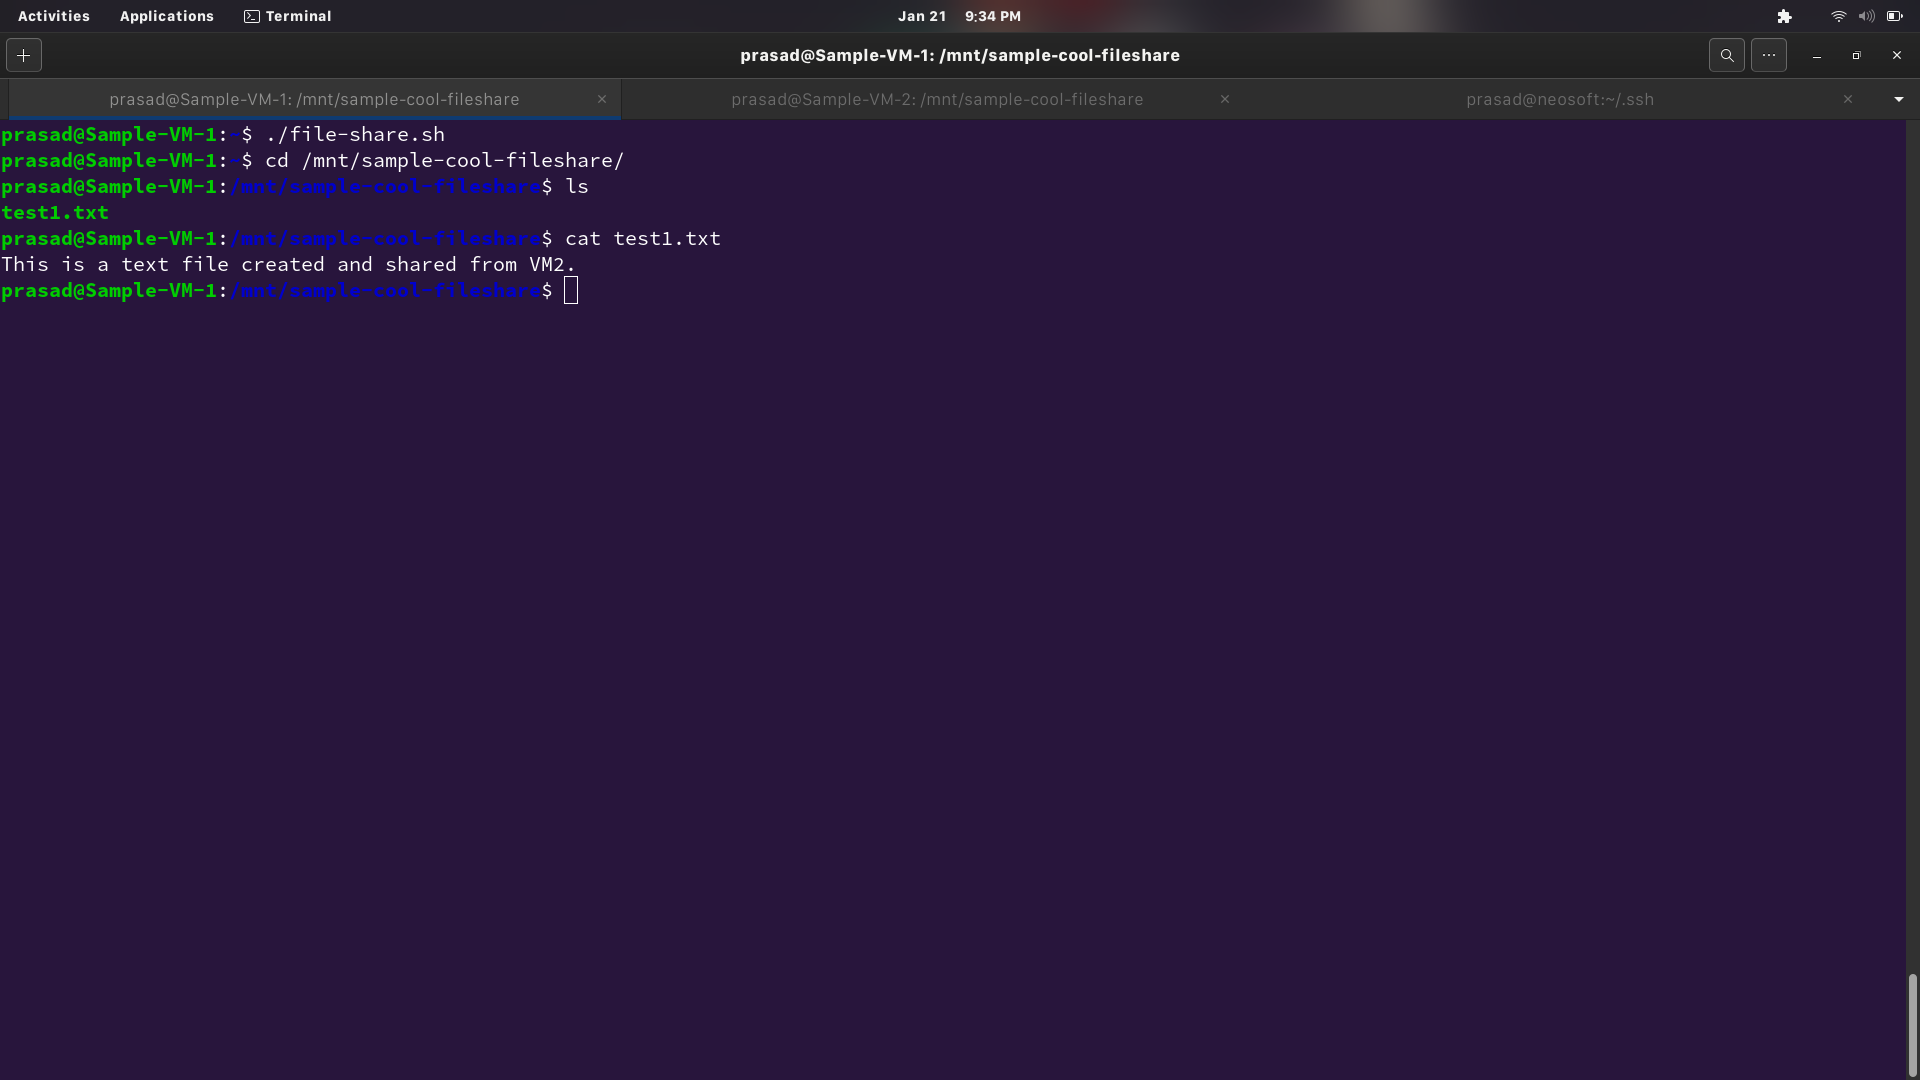 Activities Applications Terminal Jan 21 9:34 PM
prasad@Sample-VM-1: /mnt/sample-cool-fileshare
prasad@Sample-VM-1: /mnt/sample-cool-fileshare prasad@Sample-VM-2: /mnt/sample-cool-fileshare prasad@neosoft:~/.ssh
prasad@Sample-VM-1:~$ ./file-share.sh
prasad@Sample-VM-1:~$ cd /mnt/sample-cool-fileshare/
prasad@Sample-VM-1:/mnt/sample-cool-fileshare$ ls
test1.txt
prasad@Sample-VM-1:/mnt/sample-cool-fileshare$ cat test1.txt
This is a text file created and shared from VM2.
prasad@Sample-VM-1:/mnt/sample-cool-fileshare$